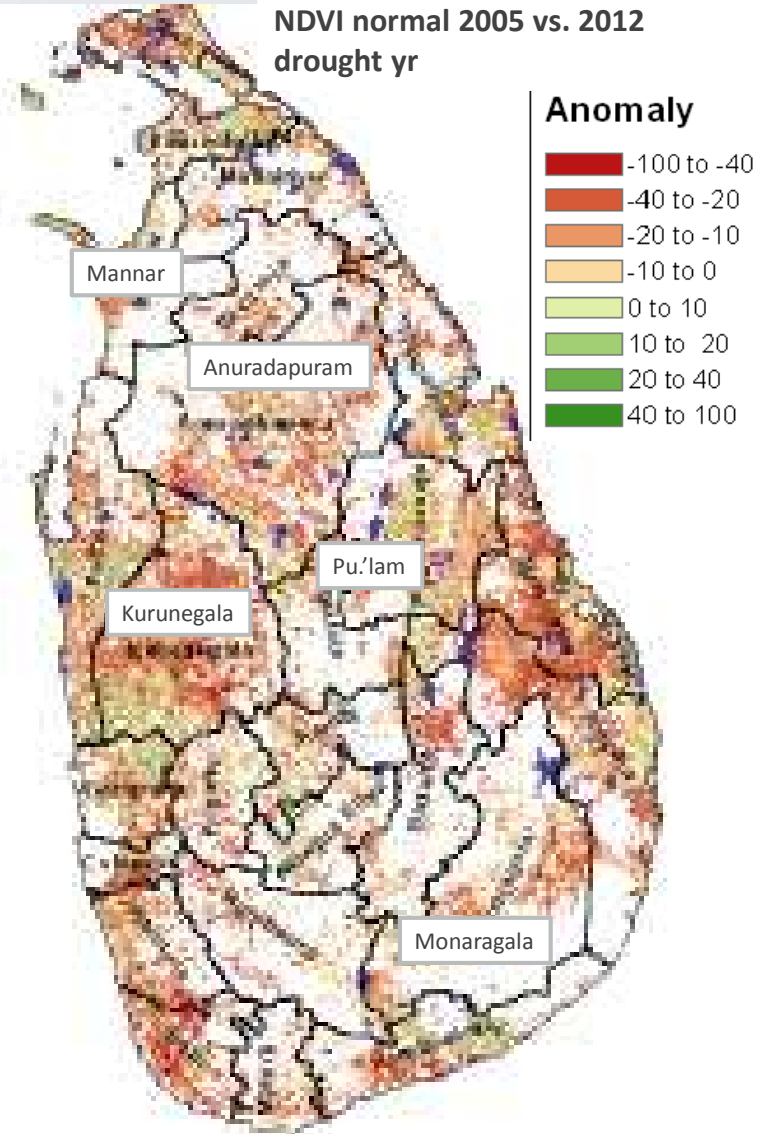 NDVI normal 2005 vs. 2012
drought yr
Anomaly
-100 to -40
-40 to -20
-20 to -10
-10 to 0
0 to 10
10 to 20
20 to 40
40 to 100
Mannar
Anuradapuram
Pu.'lam
Kurunegala
Monaragala